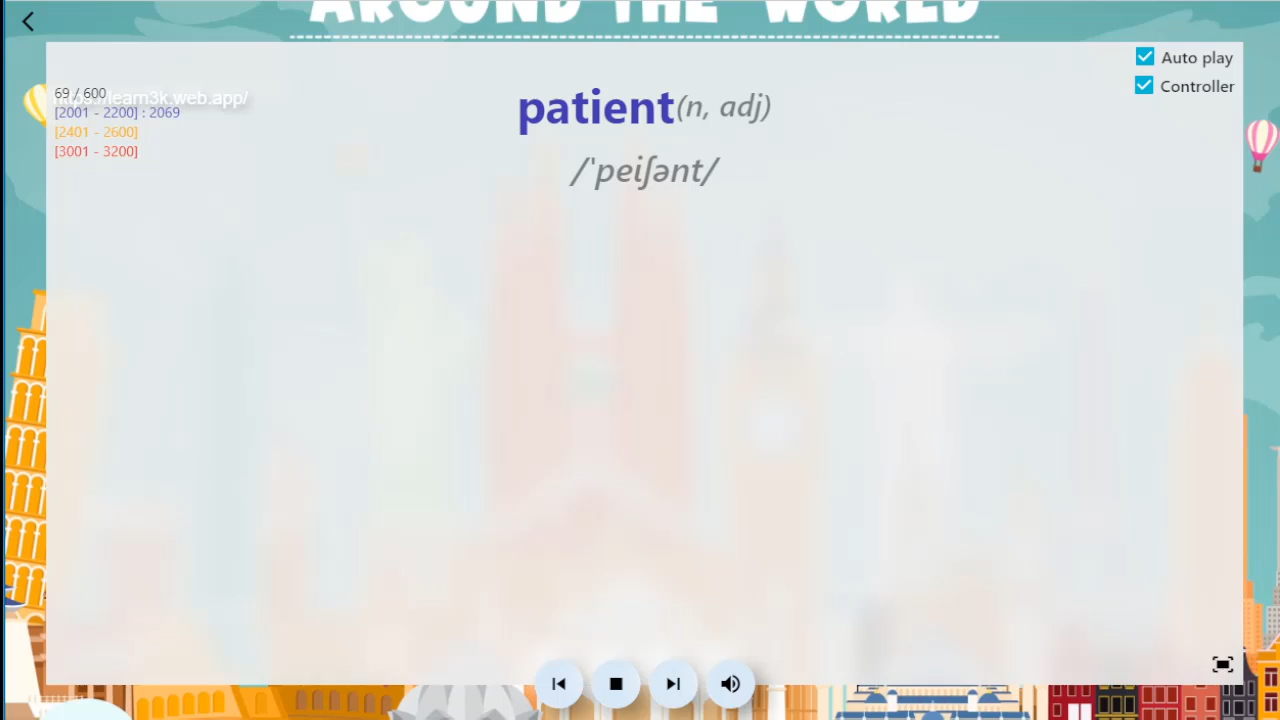 AROUND THE WORLD
Auto play
Controller
69 / 600
https://learn3k.web.app/
[2001 - 2200] : 2069
[2401 - 2600]
[3001 - 3200]
patient(n, adj)
/'peiʃənt/